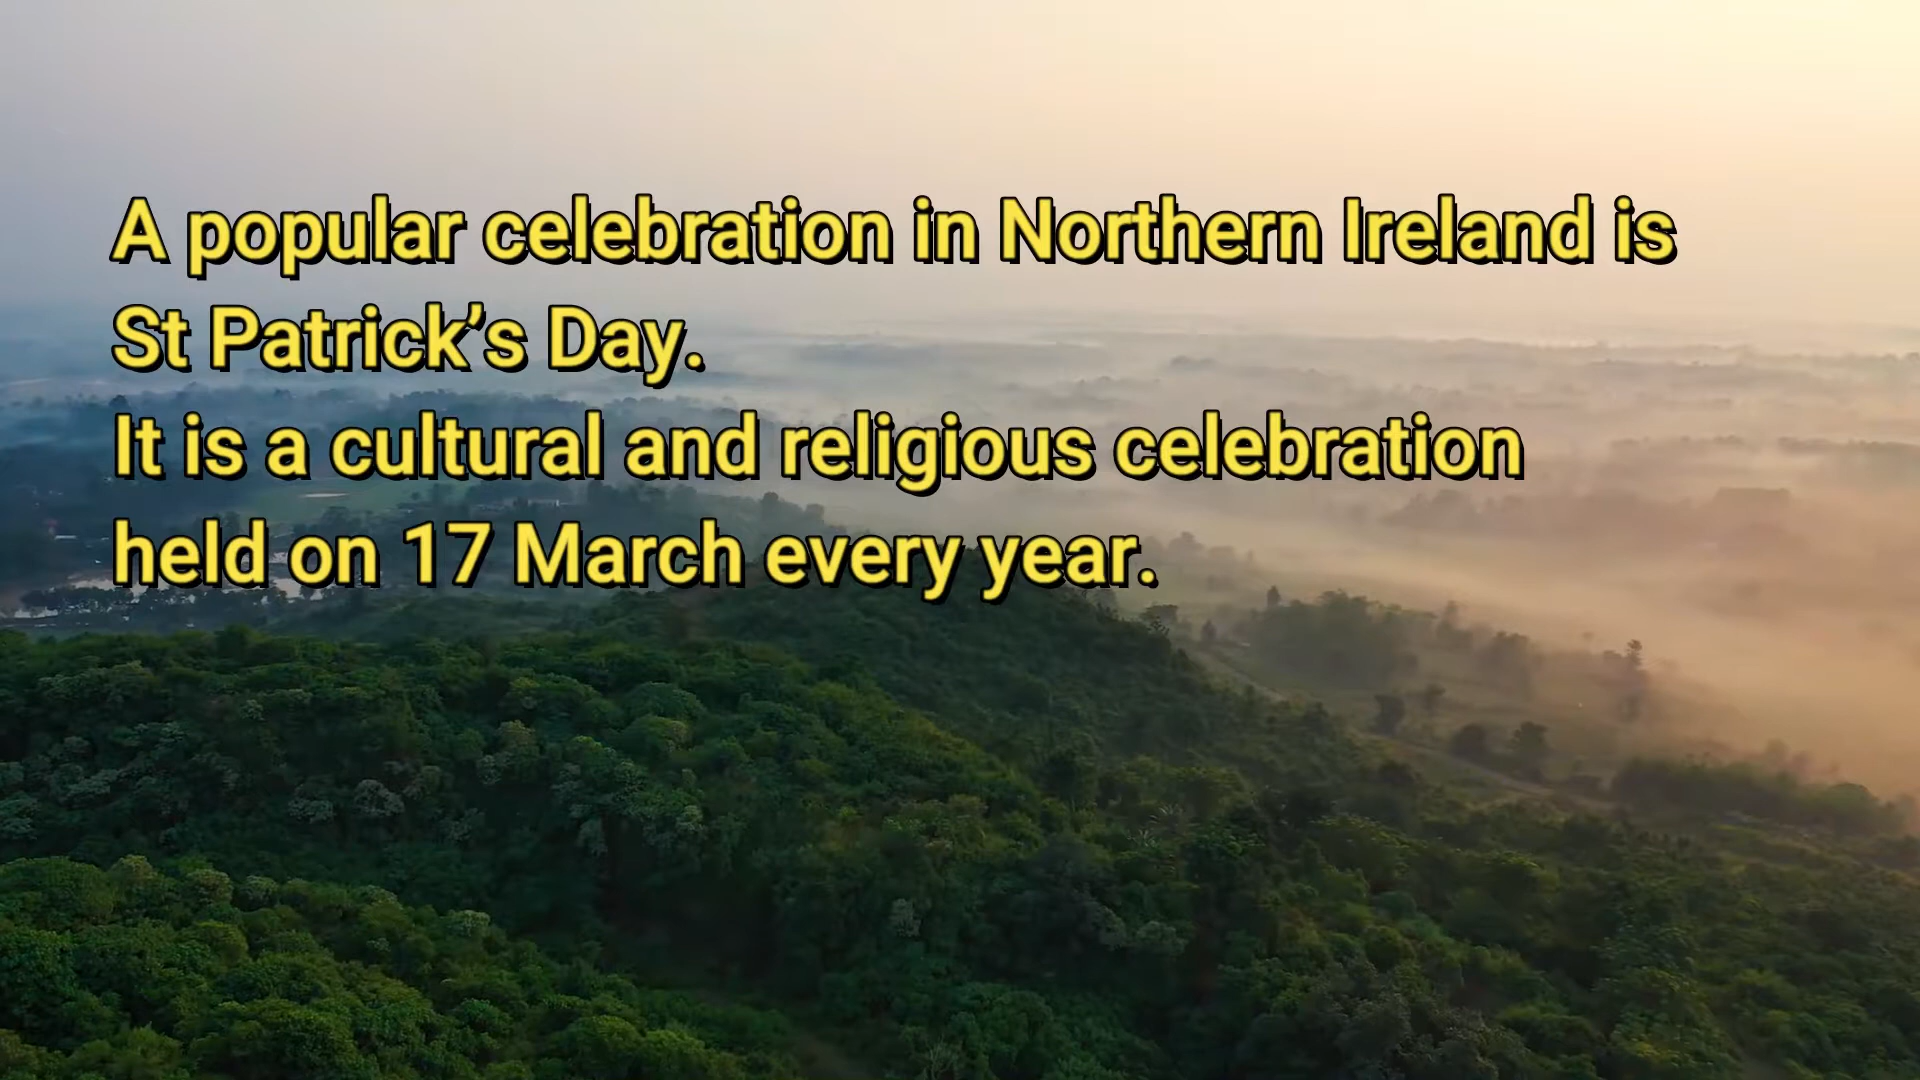 A popular celebration in Northern Ireland is
St Patrick’s Day.
It is a cultural and religious celebration
held on 17 March every year.